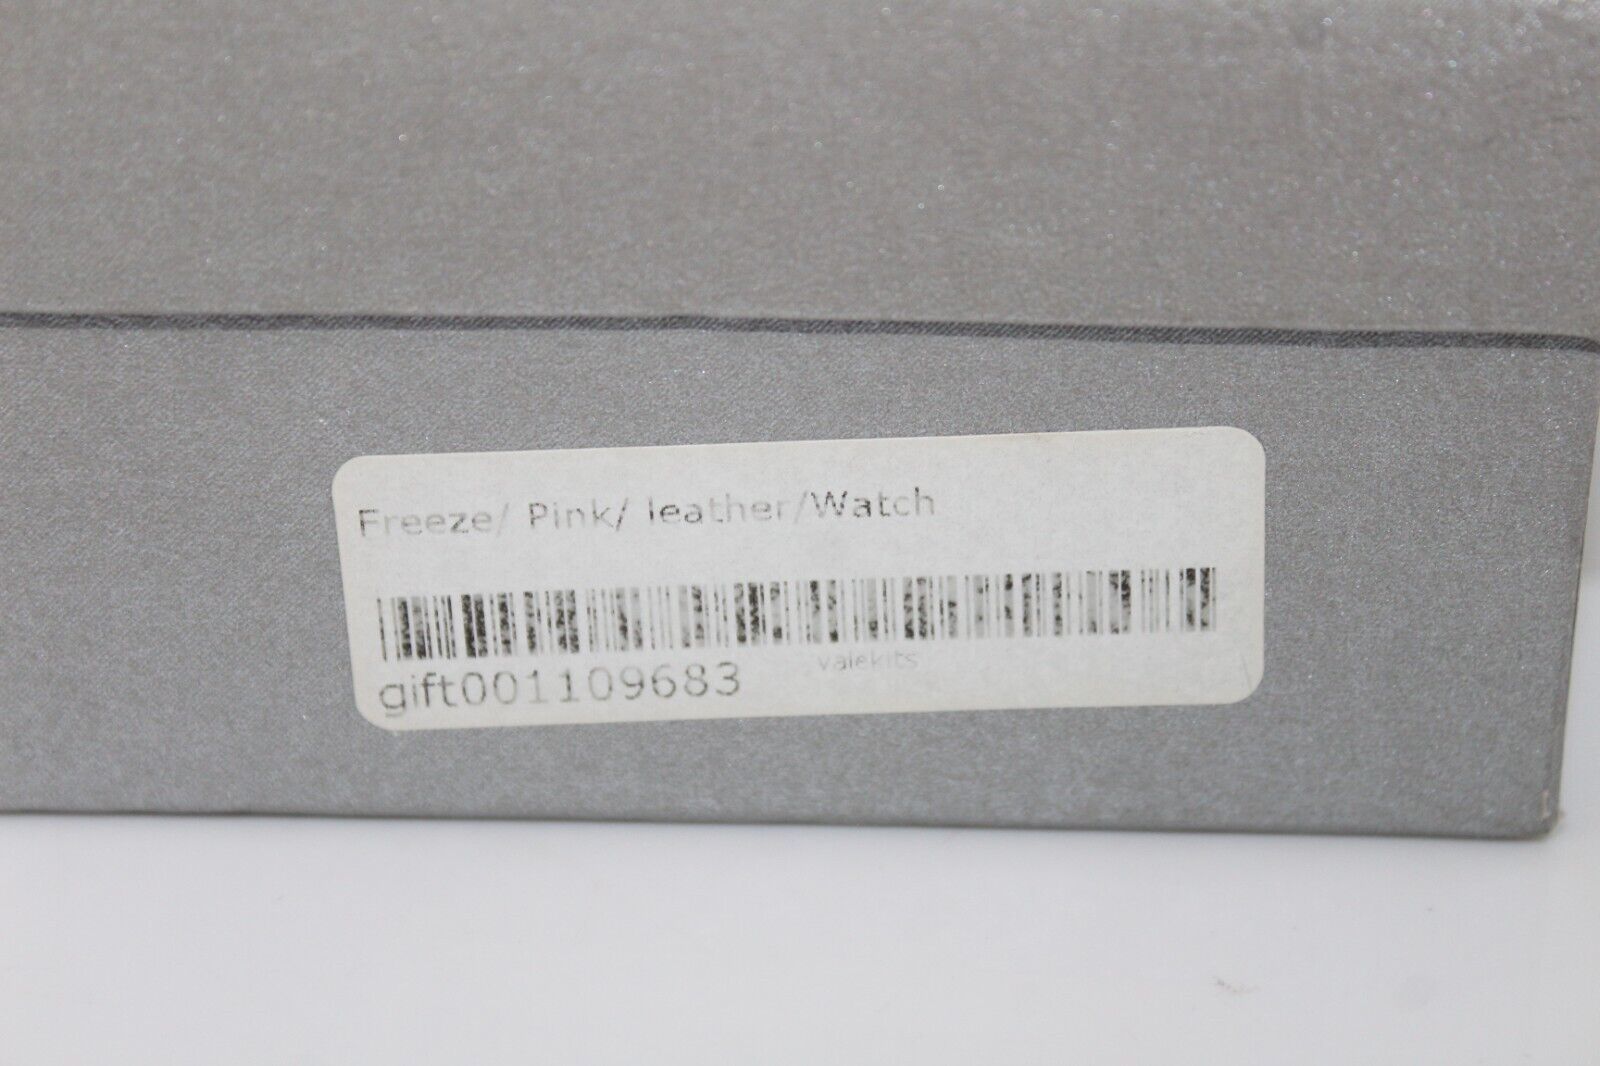 Freeze/ Pink/ leather/Watch
valekits
gift001109683